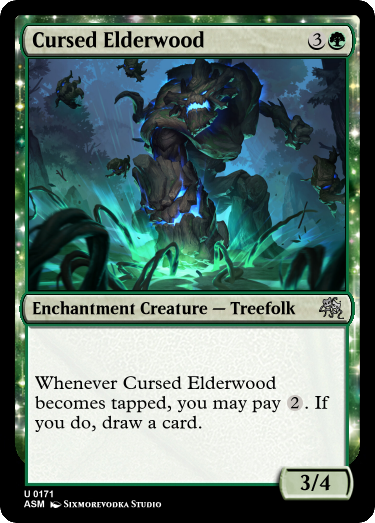 Cursed Elderwood 3
Enchantment Creature — Treefolk
Whenever Cursed Elderwood
becomes tapped, you may pay 2. If
you do, draw a card.
3/4
U 0171
ASM Sixmorevodka Studio